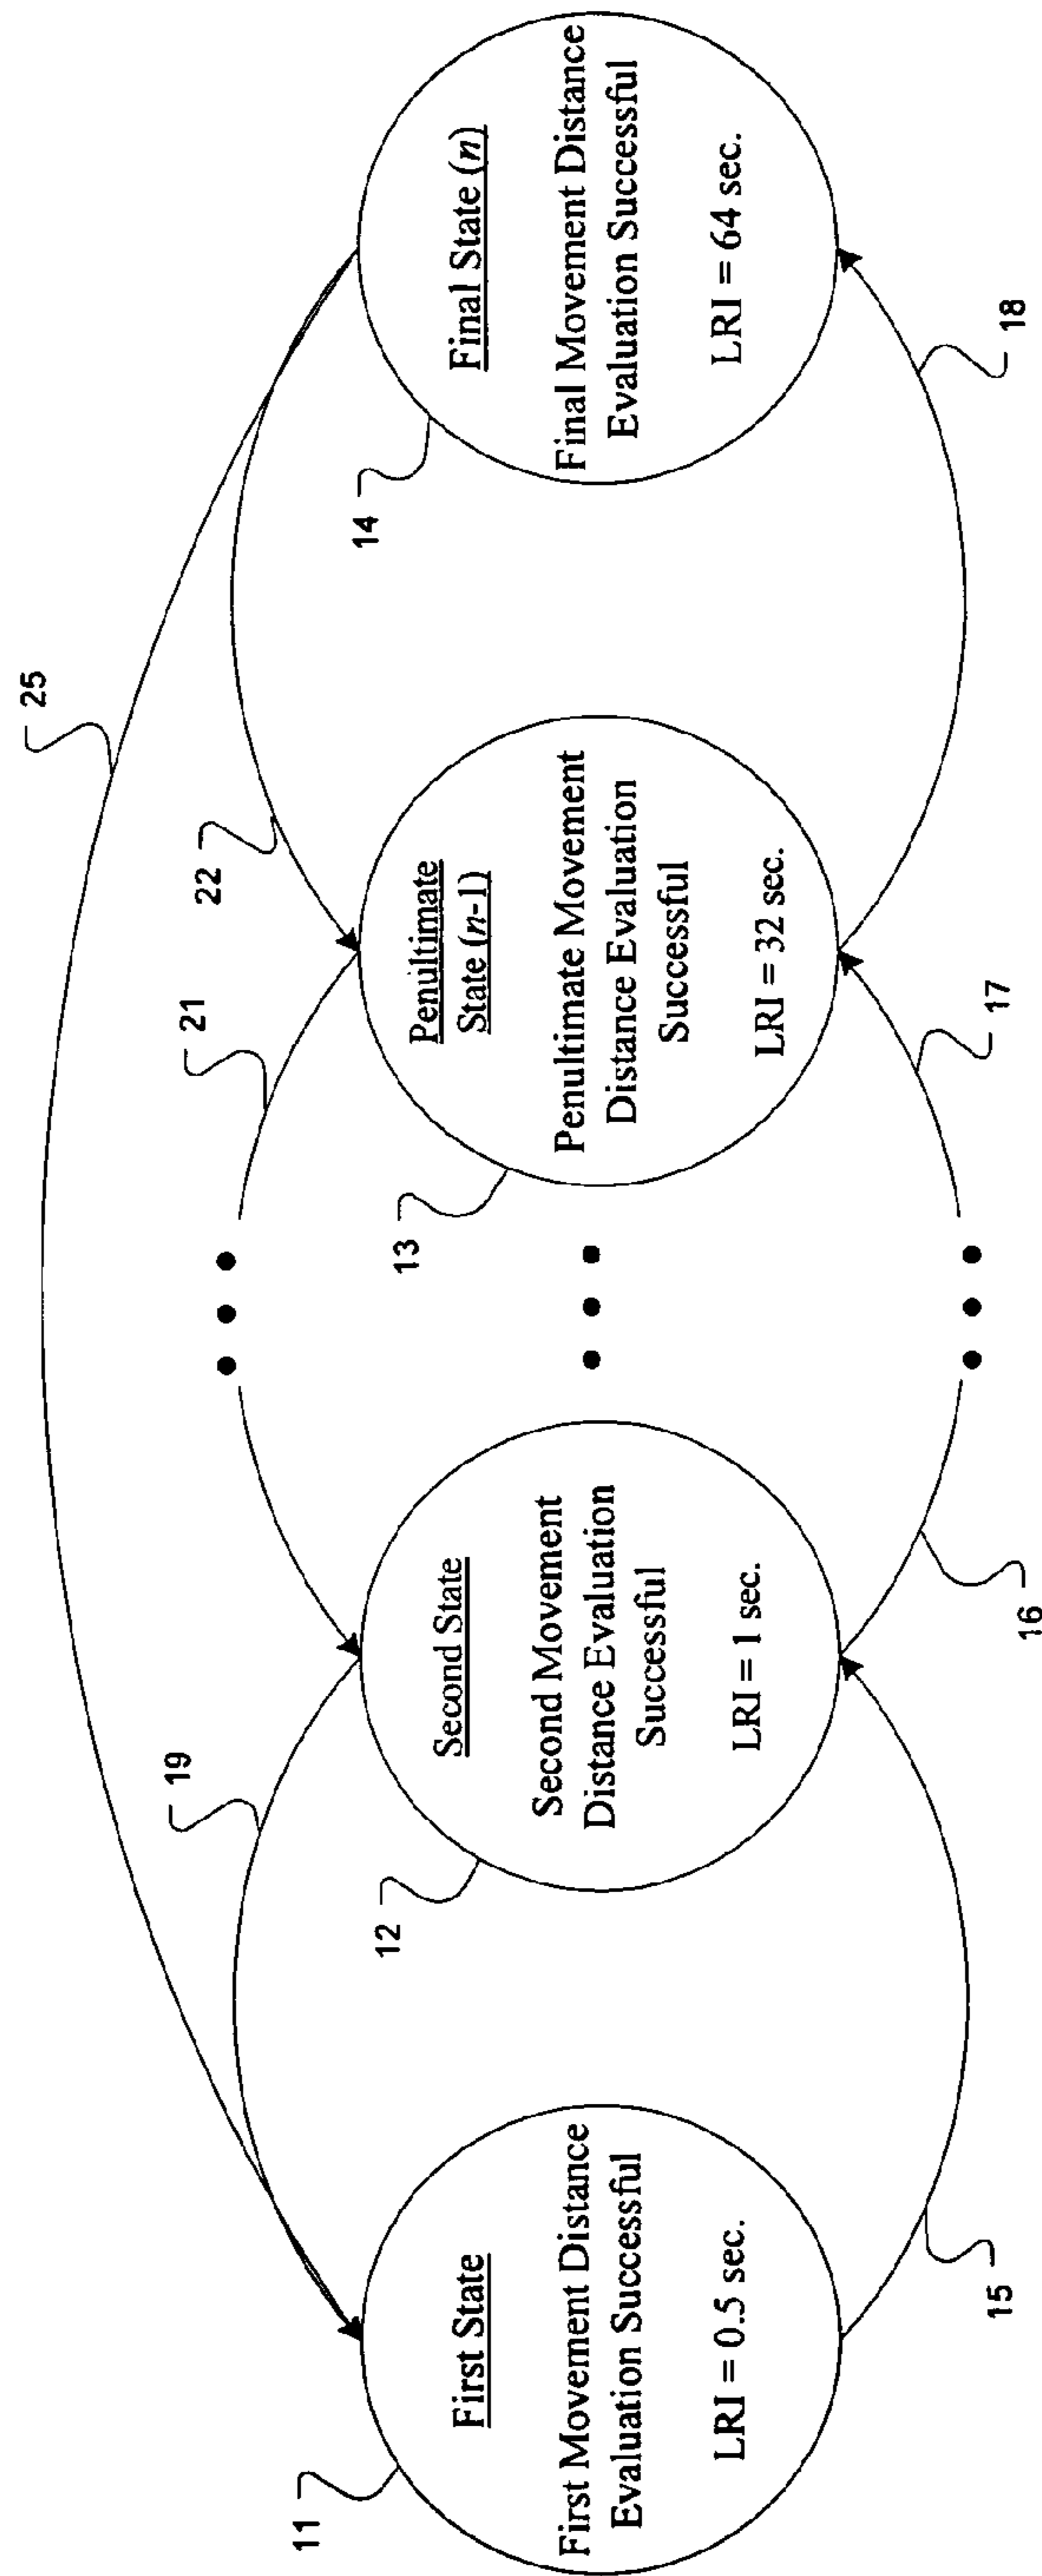 25
19
21
22
11
First State
First Movement Distance
Evaluation Successful
LRI = 0.5 sec.
12
Second State
Second Movement
Distance Evaluation
Successful
LRI = 1 sec.
13
Penultimate
State (n-1)
Penultimate Movement
Distance Evaluation
Successful
LRI = 32 sec.
14
Final State (n)
Final Movement Distance
Evaluation Successful
LRI = 64 sec.
15
16
17
18